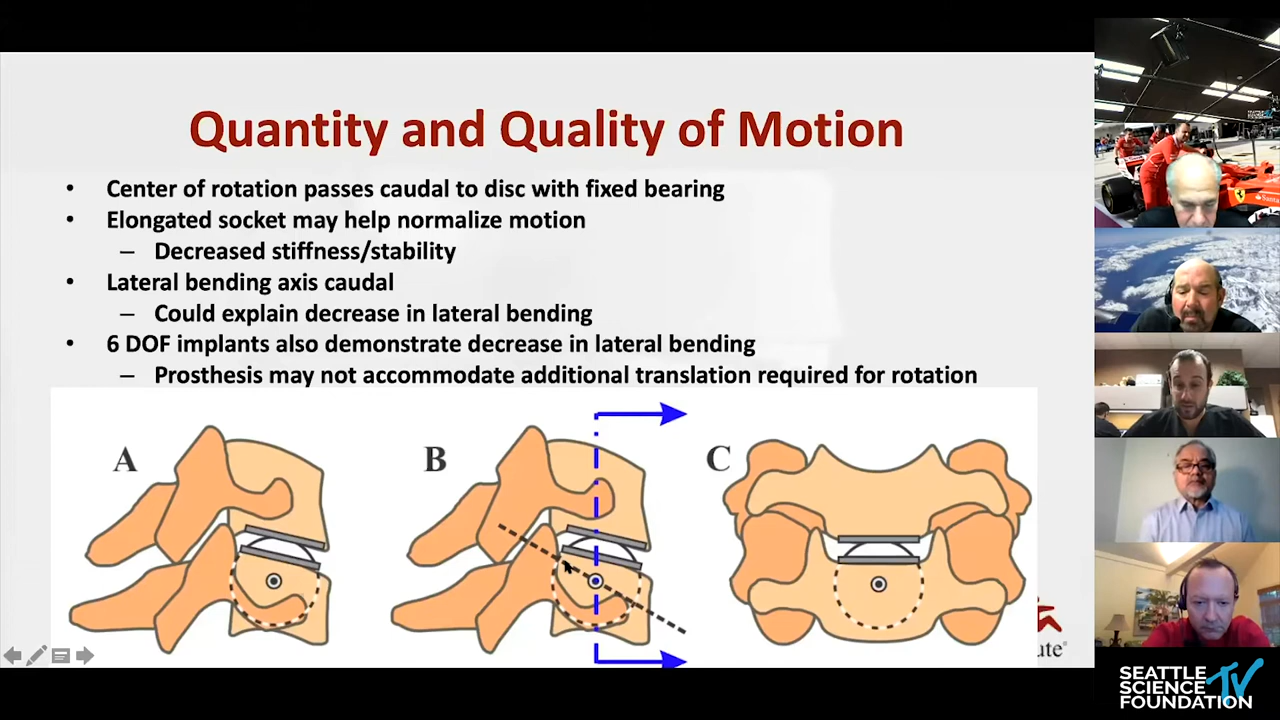 Quantity and Quality of Motion
• Center of rotation passes caudal to disc with fixed bearing
• Elongated socket may help normalize motion
– Decreased stiffness/stability
• Lateral bending axis caudal
– Could explain decrease in lateral bending
• 6 DOF implants also demonstrate decrease in lateral bending
– Prosthesis may not accommodate additional translation required for rotation
A
B
C
ute®
SEATTLE
SCIENCE TV
FOUNDATION